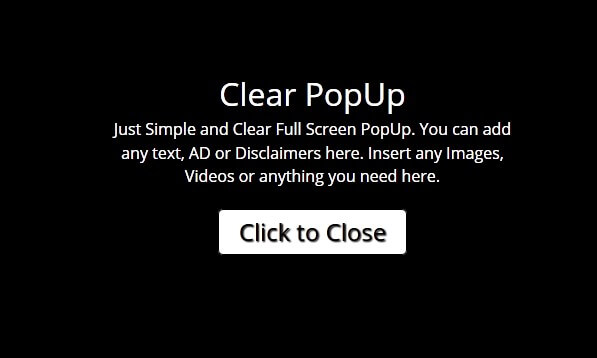 Clear PopUp
Just Simple and Clear Full Screen PopUp. You can add
any text, AD or Disclaimers here. Insert any Images,
Videos or anything you need here.
Click to Close